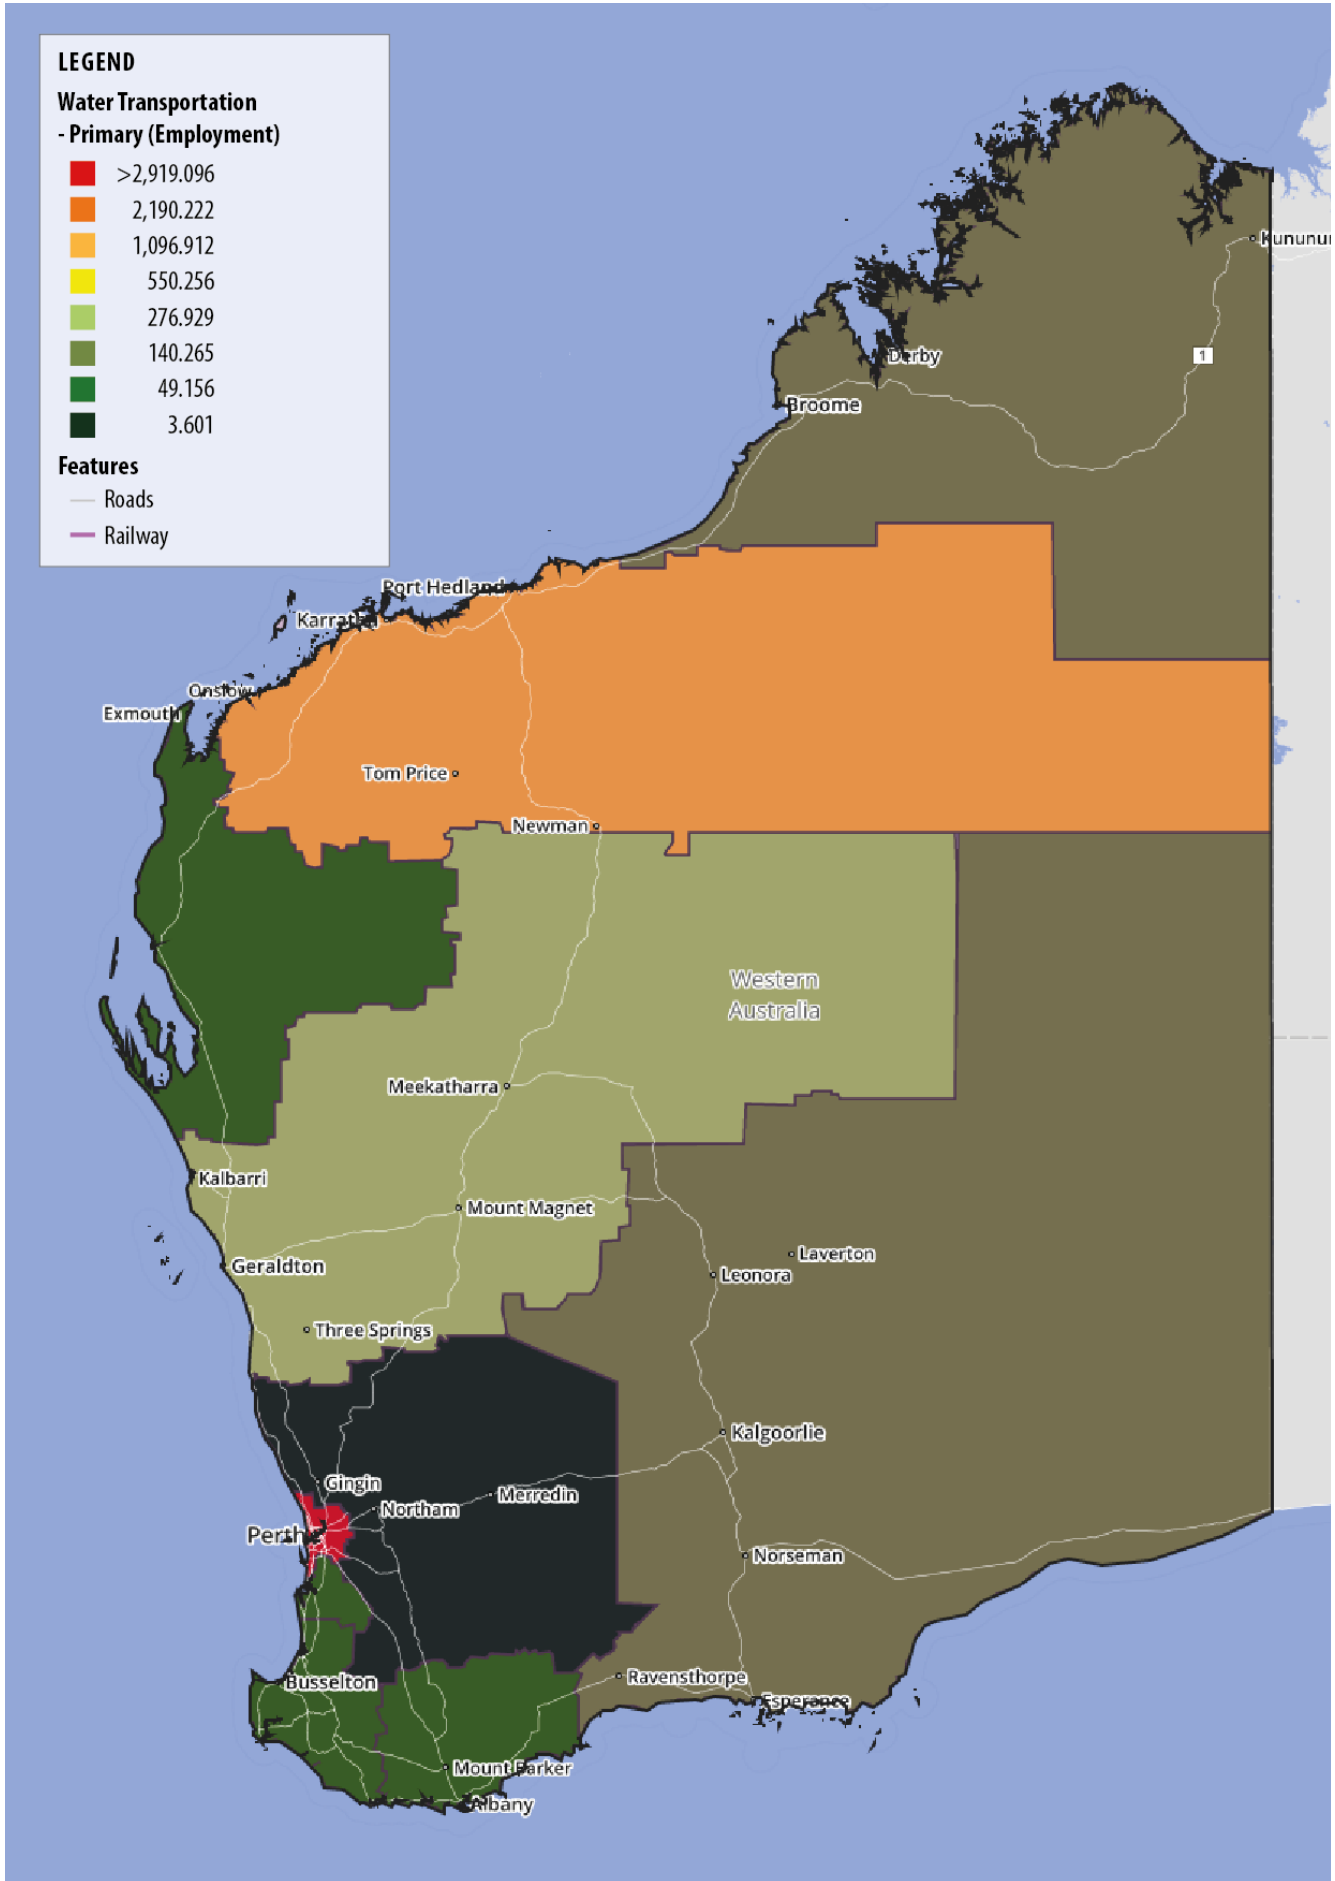 LEGEND
Water Transportation
- Primary (Employment)
>2,919.096
2,190.222
1,096.912
550.256
276.929
140.265
49.156
3.601
Features
Roads
Railway
Kununur
1
Derby
Broome
Port Hedland
Karratha
Onslow
Exmouth
Tom Price
Newman
Western
Australia
Meekatharra
Kalbarri
Mount Magnet
Laverton
Geraldton
Leonora
Three Springs
Kalgoorlie
Gingin
Merredin
Northam
Perth
Norseman
Ravensthorpe
Busselton
Esperance
Mount Barker
Albany